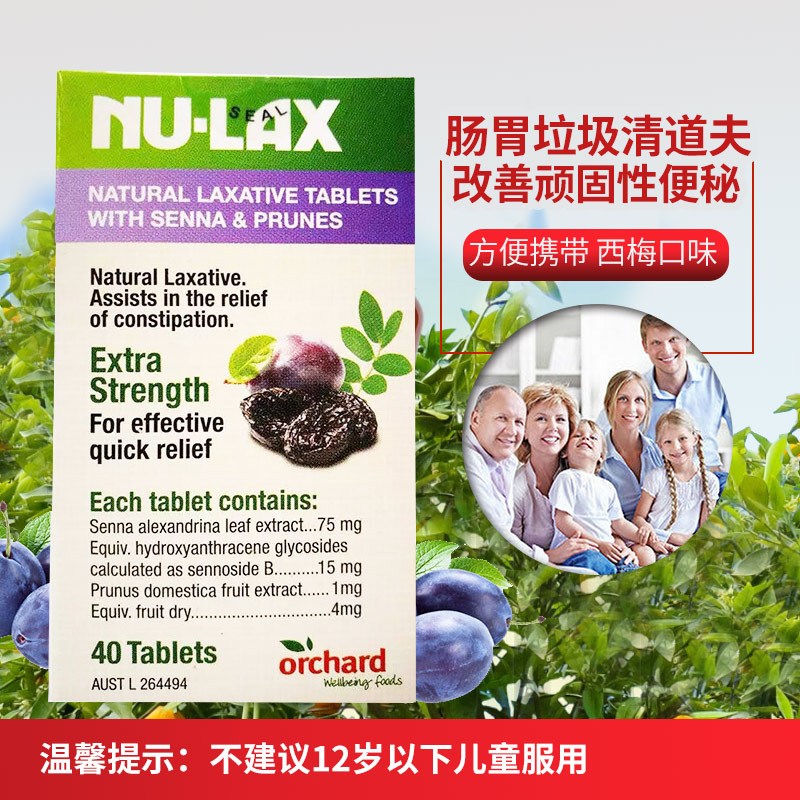 NU·LAX
SEAL
NATURAL LAXATIVE TABLETS
WITH SENNA & PRUNES
Natural Laxative.
Assists in the relief
of constipation.
Extra
Strength
For effective
quick relief
Each tablet contains:
Senna alexandrina leaf extract...75 mg
Equiv. hydroxyanthracene glycosides
calculated as sennoside B..........15 mg
Prunus domestica fruit extract......1mg
Equiv. fruit dry...................................4mg
40 Tablets
AUST L 264494
orchard
Wellbeing foods
肠胃垃圾清道夫
改善顽固性便秘
方便携带 西梅口味
温馨提示：不建议12岁以下儿童服用